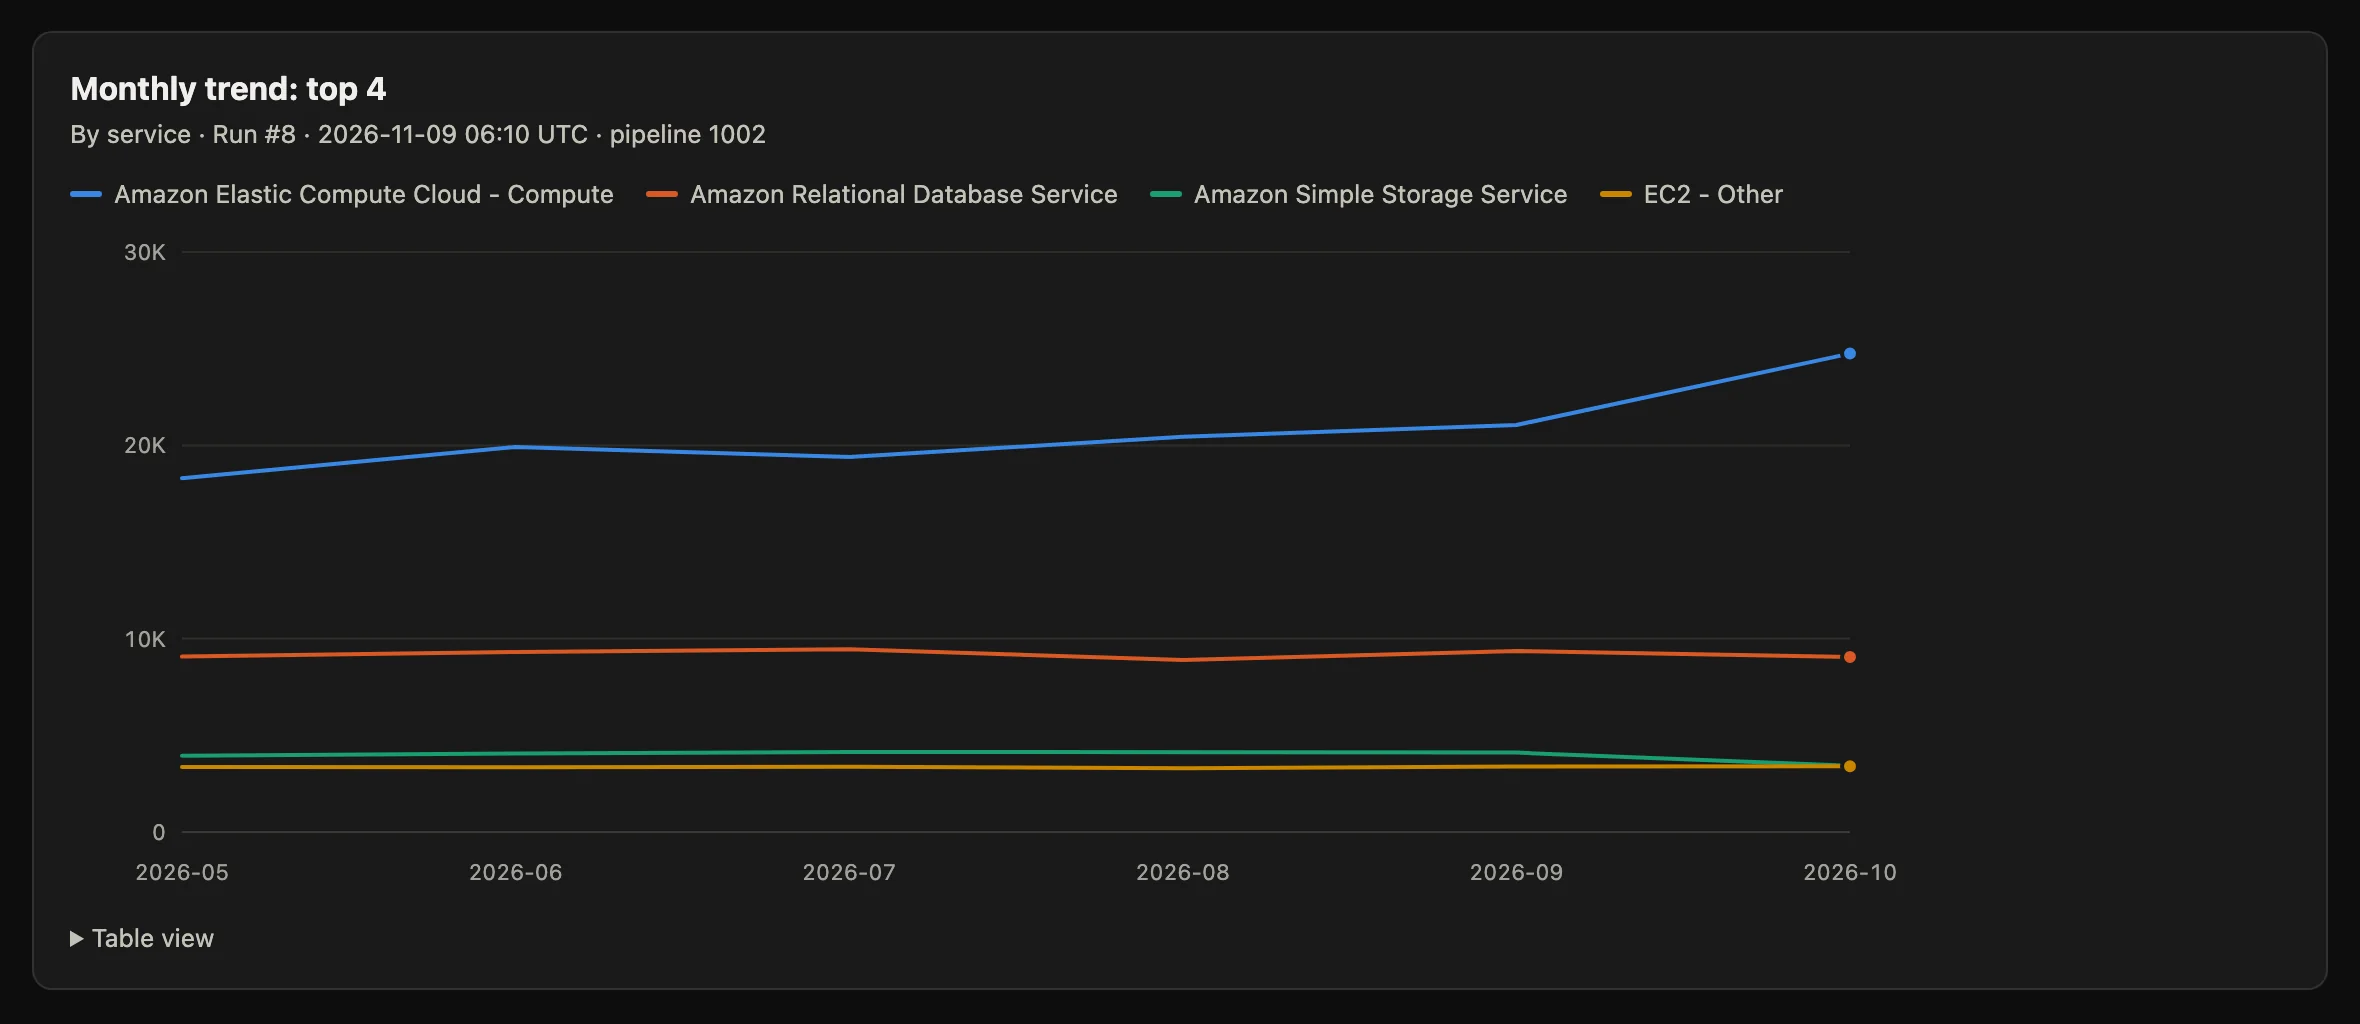 Monthly trend: top 4
By service · Run #8 · 2026-11-09 06:10 UTC · pipeline 1002
Amazon Elastic Compute Cloud - Compute Amazon Relational Database Service Amazon Simple Storage Service EC2 - Other
30K
20K
10K
0
2026-05 2026-06 2026-07 2026-08 2026-09 2026-10
Table view